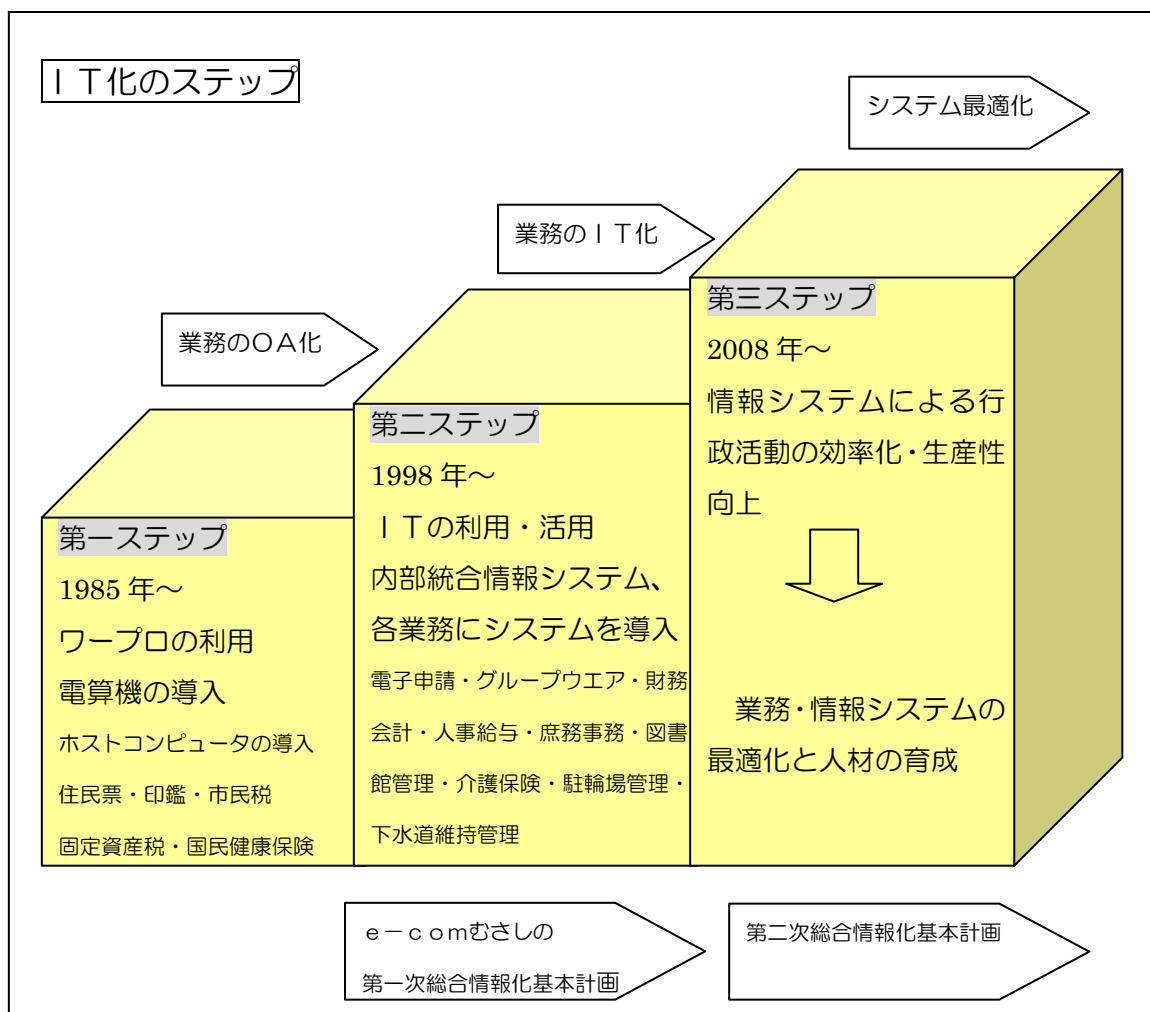 ＩＴ化のステップ
システム最適化
業務のＩＴ化
業務のＯＡ化
第一ステップ
1985 年～
ワープロの利用
電算機の導入
ホストコンピュータの導入
住民票・印鑑・市民税
固定資産税・国民健康保険
第二ステップ
1998 年～
ＩＴの利用・活用
内部統合情報システム、
各業務にシステムを導入
電子申請・グループウエア・財務
会計・人事給与・庶務事務・図書
館管理・介護保険・駐輪場管理・
下水道維持管理
第三ステップ
2008 年～
情報システムによる行
政活動の効率化・生産性
向上
業務・情報システムの
最適化と人材の育成
ｅ－ｃｏｍむさしの
第一次総合情報化基本計画
第二次総合情報化基本計画